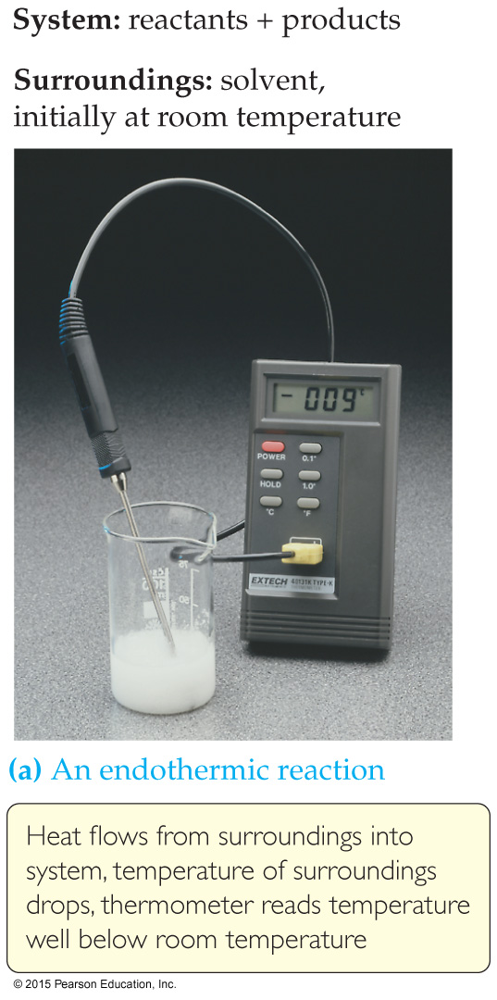 System: reactants + products
Surroundings: solvent,
initially at room temperature
- 009°C
POWER
0.1°
HOLD
1.0°
°C
°F
EXTECH
TYPE-K
50
(a) An endothermic reaction
Heat flows from surroundings into
system, temperature of surroundings
drops, thermometer reads temperature
well below room temperature
© 2015 Pearson Education, Inc.